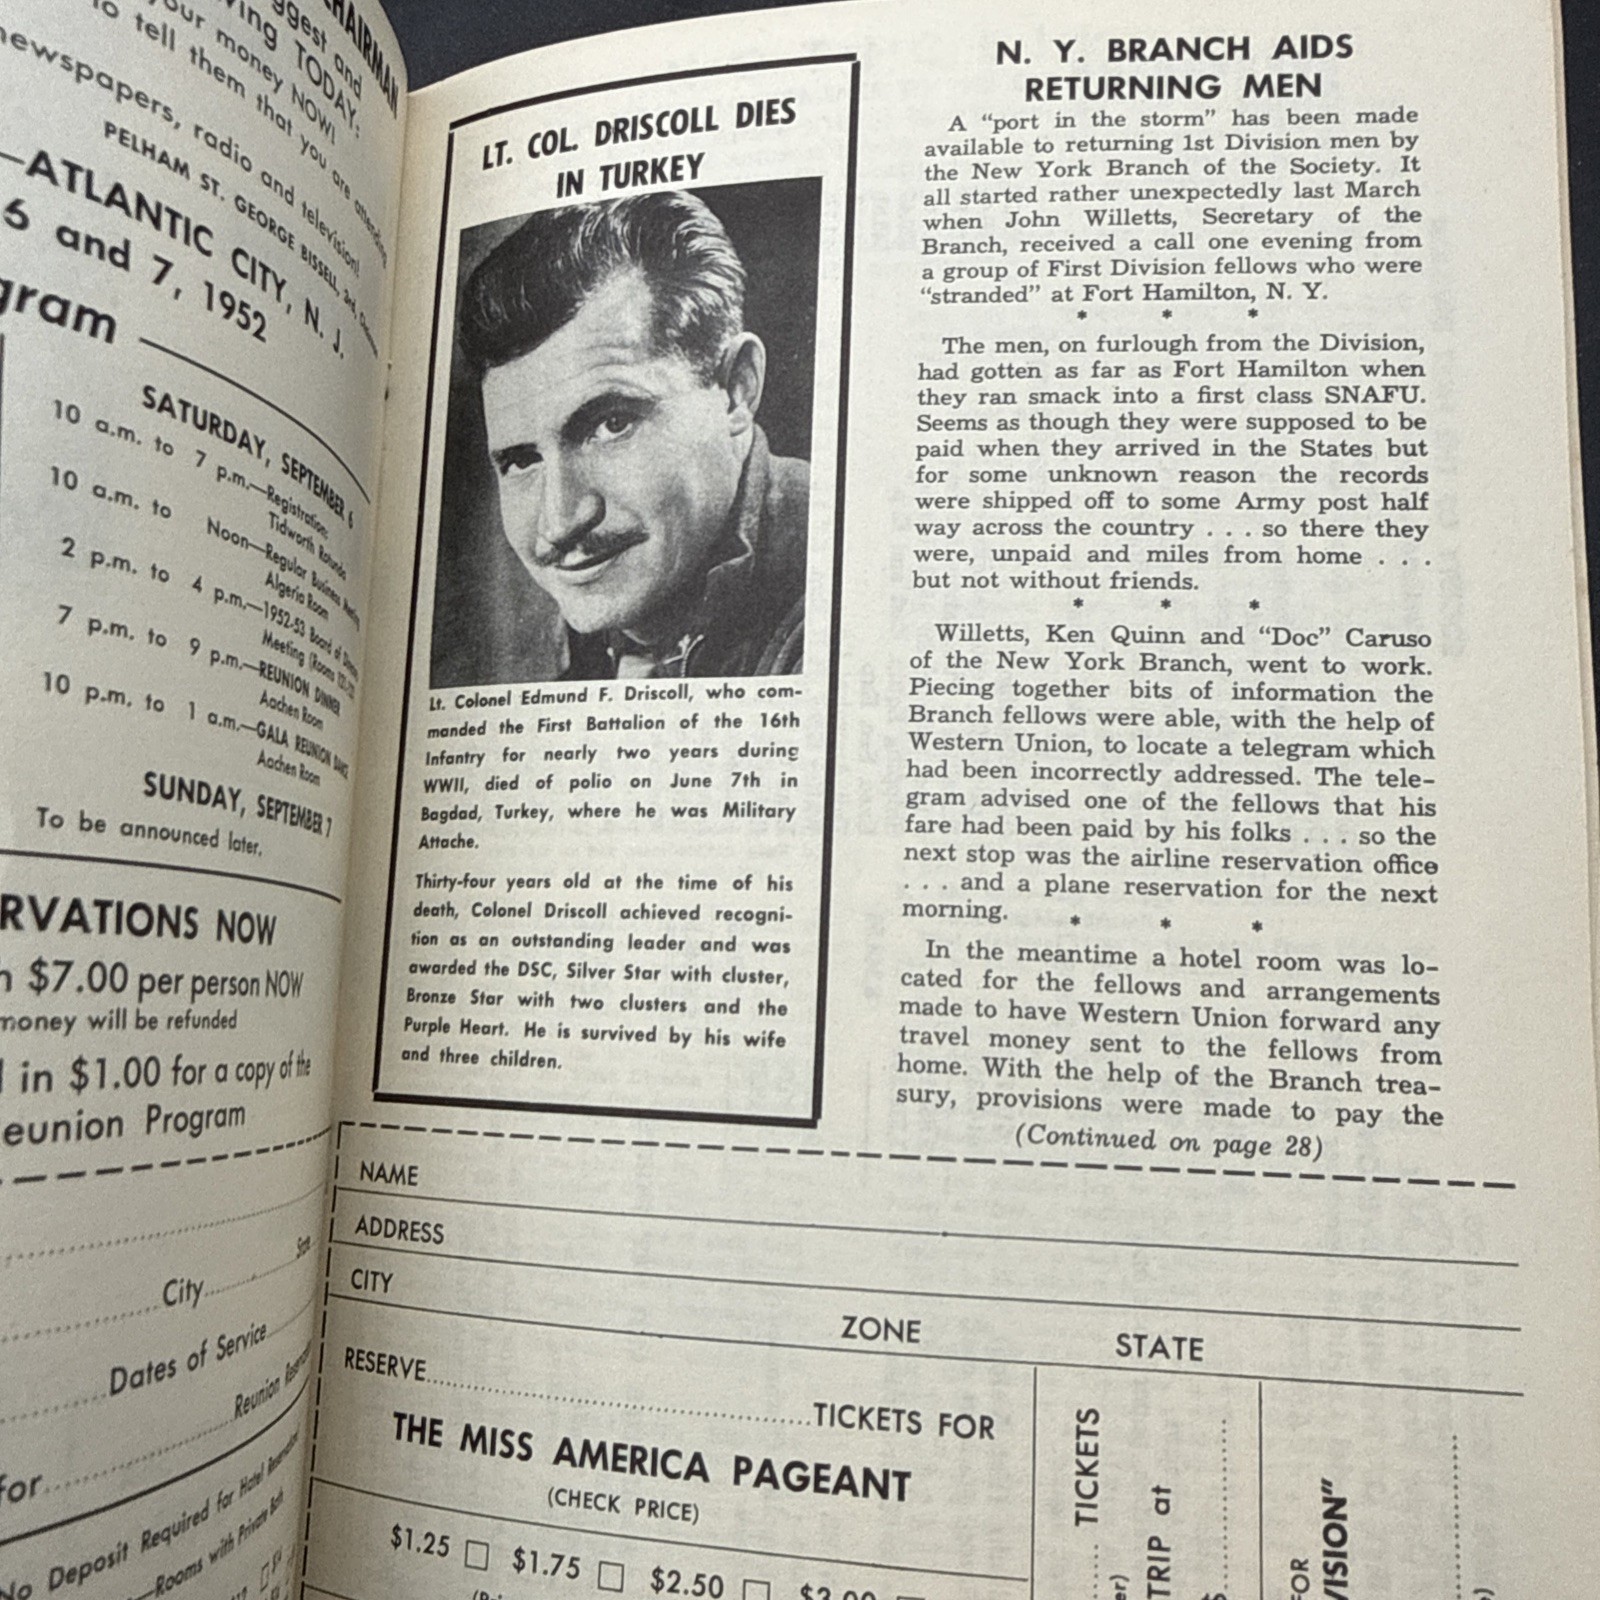 CHAIRMAN
ggest and
ving TODAY:
your money NOW!
to tell them that you are attending
newspapers, radio and television!
PELHAM ST. GEORGE BISSELL, 3rd, Chairman
—ATLANTIC CITY, N. J.
6 and 7, 1952
gram
SATURDAY, SEPTEMBER 6
10 a.m. to 7 p.m.—Registration:
Tidworth Rotunda
10 a.m. to Noon—Regular Business Meeting
Algeria Room
2 p.m. to 4 p.m.—1952-53 Board of Directors
Meeting (Rooms
7 p.m. to 9 p.m.—REUNION DINNER
Aachen Room
10 p.m. to 1 a.m.—GALA REUNION DANCE
Aachen Room
SUNDAY, SEPTEMBER 7
To be announced later.
RVATIONS NOW
h $7.00 per person NOW
money will be refunded
in $1.00 for a copy of the
eunion Program
State
City
Dates of Service
Reunion
for
No Deposit Required for Hotel Reservations
—Rooms with Private Bath
LT. COL. DRISCOLL DIES
IN TURKEY
Lt. Colonel Edmund F. Driscoll, who com-
manded the First Battalion of the 16th
Infantry for nearly two years during
WWII, died of polio on June 7th in
Bagdad, Turkey, where he was Military
Attache.
Thirty-four years old at the time of his
death, Colonel Driscoll achieved recogni-
tion as an outstanding leader and was
awarded the DSC, Silver Star with cluster,
Bronze Star with two clusters and the
Purple Heart. He is survived by his wife
and three children.
N. Y. BRANCH AIDS
RETURNING MEN
A "port in the storm" has been made
available to returning 1st Division men by
the New York Branch of the Society. It
all started rather unexpectedly last March
when John Willetts, Secretary of the
Branch, received a call one evening from
a group of First Division fellows who were
"stranded" at Fort Hamilton, N. Y.
* * *
The men, on furlough from the Division,
had gotten as far as Fort Hamilton when
they ran smack into a first class SNAFU.
Seems as though they were supposed to be
paid when they arrived in the States but
for some unknown reason the records
were shipped off to some Army post half
way across the country . . . so there they
were, unpaid and miles from home . . .
but not without friends.
* * *
Willetts, Ken Quinn and "Doc" Caruso
of the New York Branch, went to work.
Piecing together bits of information the
Branch fellows were able, with the help of
Western Union, to locate a telegram which
had been incorrectly addressed. The tele-
gram advised one of the fellows that his
fare had been paid by his folks . . . so the
next stop was the airline reservation office
. . . and a plane reservation for the next
morning.
* * *
In the meantime a hotel room was lo-
cated for the fellows and arrangements
made to have Western Union forward any
travel money sent to the fellows from
home. With the help of the Branch trea-
sury, provisions were made to pay the
(Continued on page 28)
NAME
ADDRESS
CITY
ZONE STATE
RESERVE TICKETS FOR
THE MISS AMERICA PAGEANT
(CHECK PRICE)
$1.25 $1.75 $2.50
TICKETS
TRIP at
FOR
VISION"